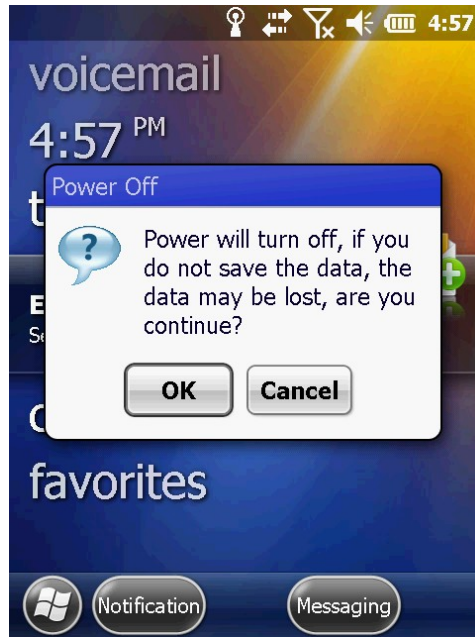 4:57
voicemail
4:57 PM
t
Power Off
Power will turn off, if you
do not save the data, the
data may be lost, are you
continue?
E
Se
OK Cancel
favorites
Notification Messaging